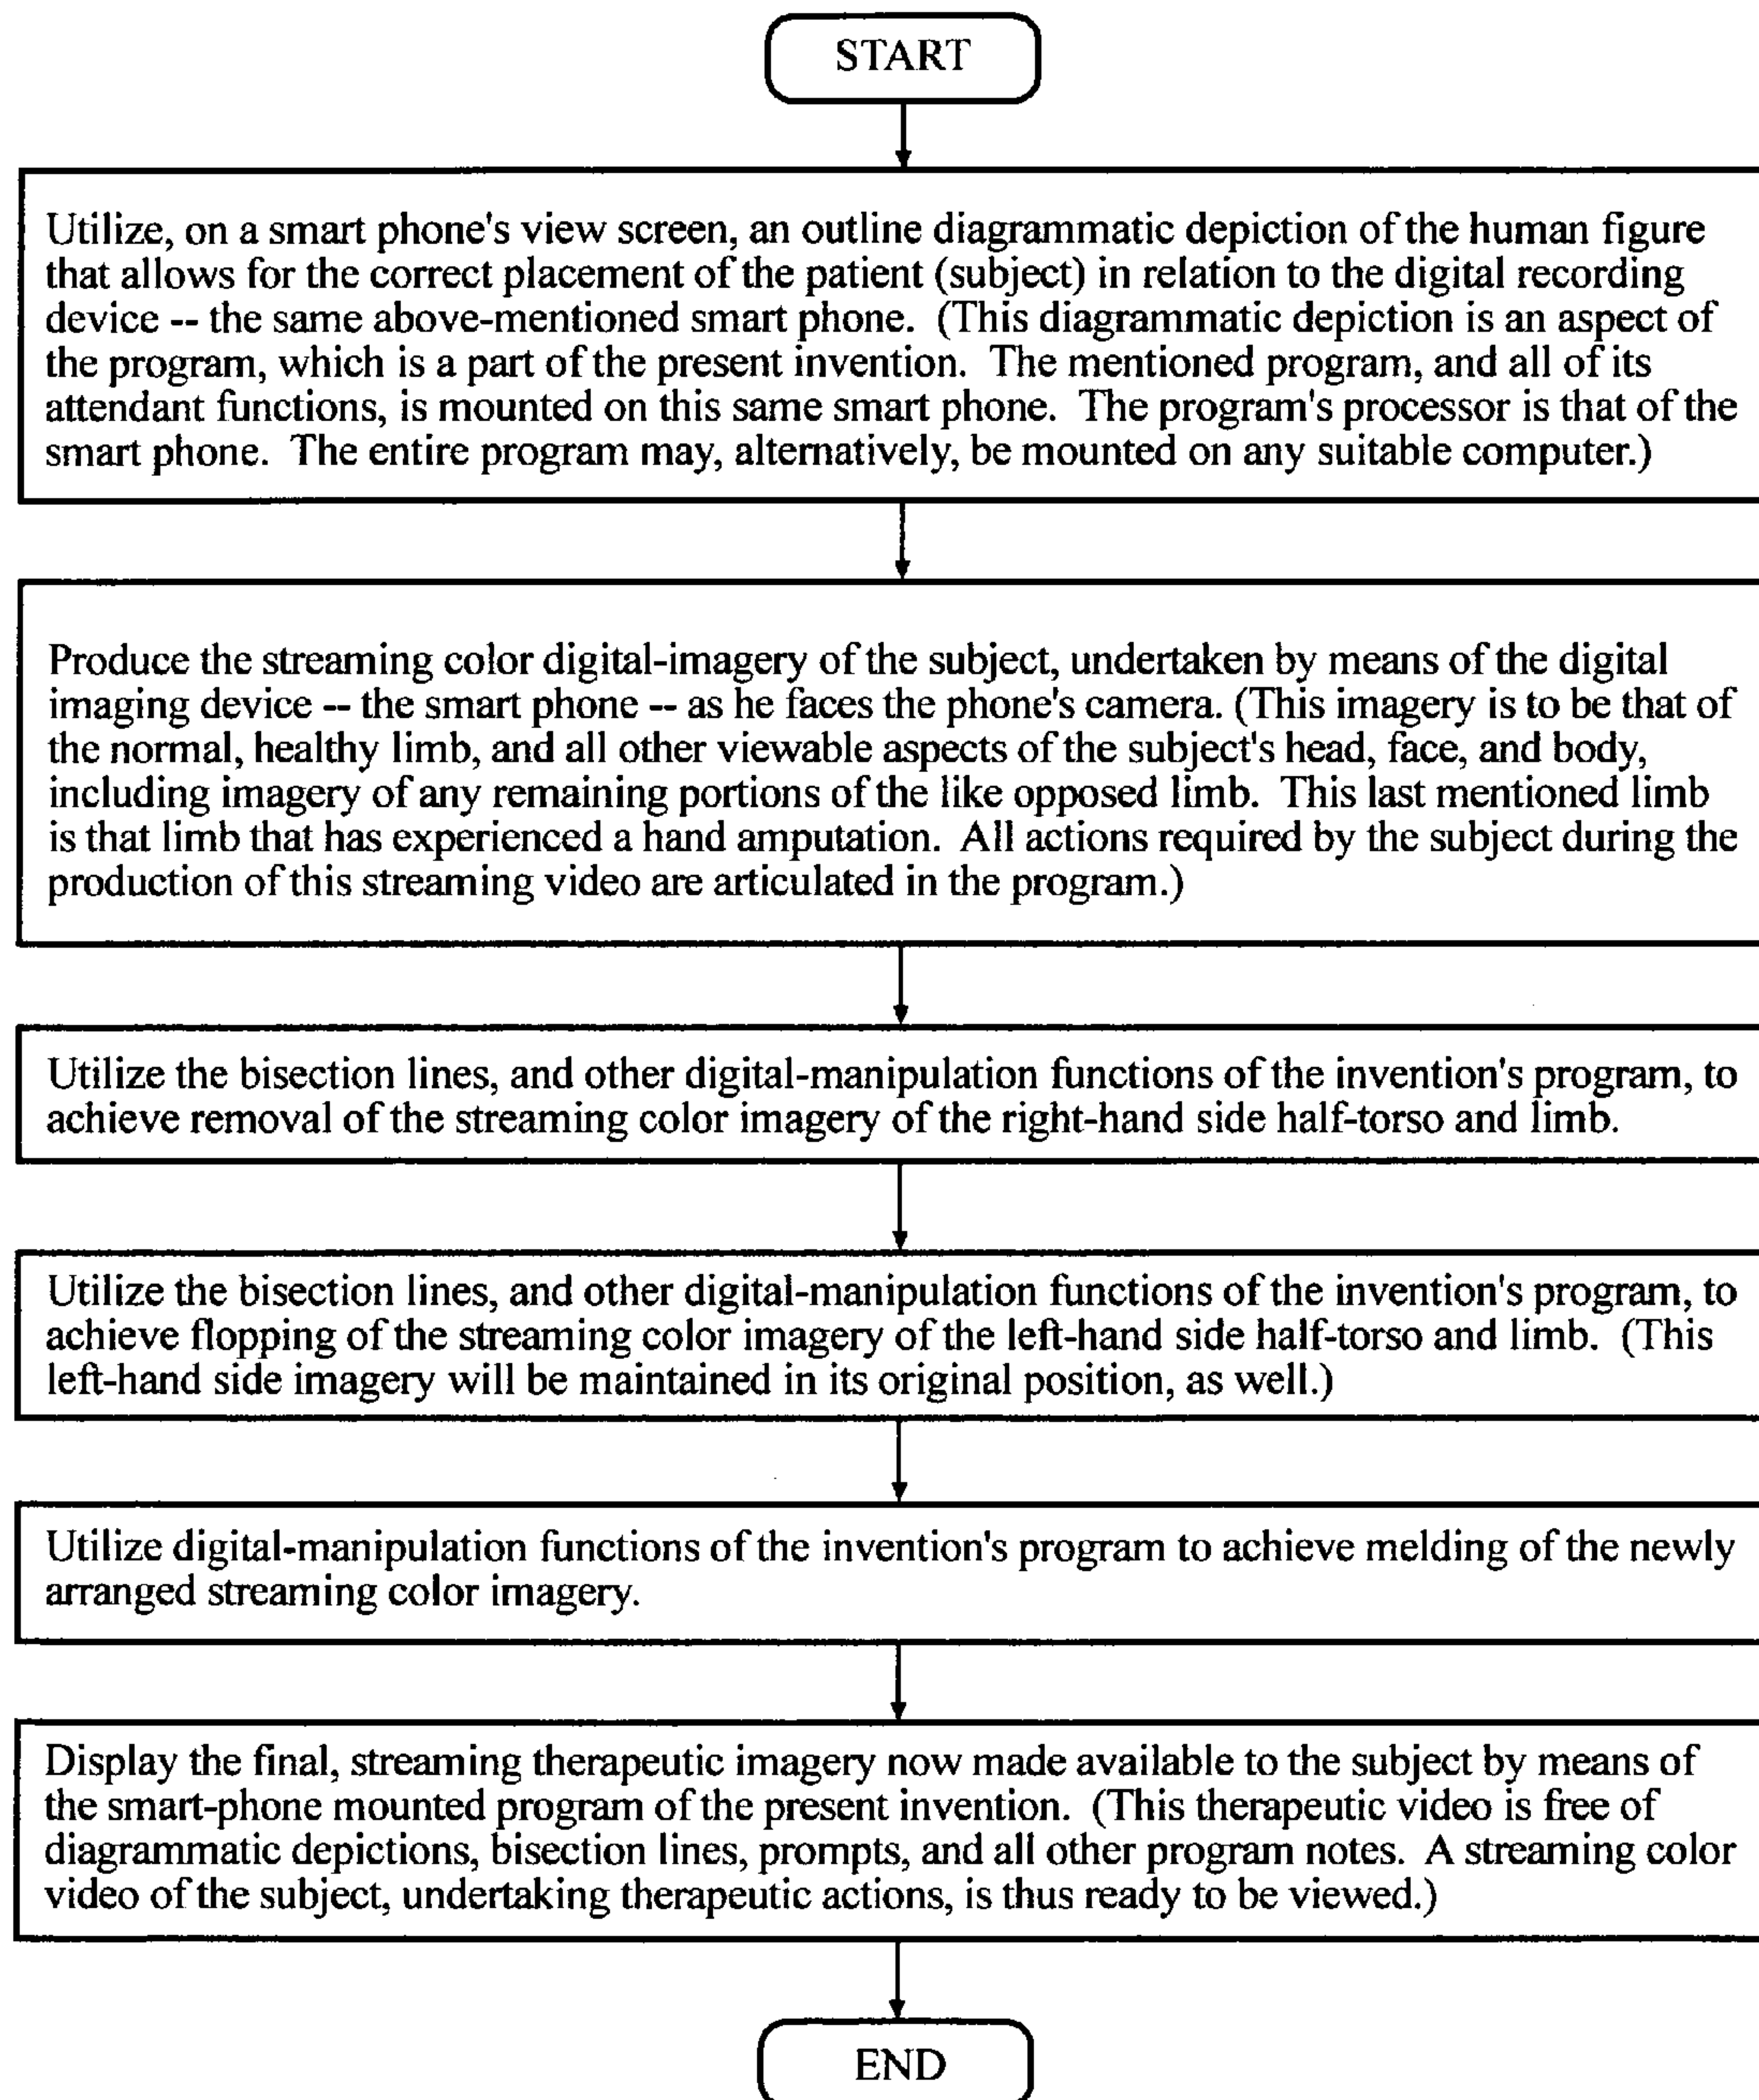 START
Utilize, on a smart phone's view screen, an outline diagrammatic depiction of the human figure
that allows for the correct placement of the patient (subject) in relation to the digital recording
device -- the same above-mentioned smart phone. (This diagrammatic depiction is an aspect of
the program, which is a part of the present invention. The mentioned program, and all of its
attendant functions, is mounted on this same smart phone. The program's processor is that of the
smart phone. The entire program may, alternatively, be mounted on any suitable computer.)
Produce the streaming color digital-imagery of the subject, undertaken by means of the digital
imaging device -- the smart phone -- as he faces the phone's camera. (This imagery is to be that of
the normal, healthy limb, and all other viewable aspects of the subject's head, face, and body,
including imagery of any remaining portions of the like opposed limb. This last mentioned limb
is that limb that has experienced a hand amputation. All actions required by the subject during the
production of this streaming video are articulated in the program.)
Utilize the bisection lines, and other digital-manipulation functions of the invention's program, to
achieve removal of the streaming color imagery of the right-hand side half-torso and limb.
Utilize the bisection lines, and other digital-manipulation functions of the invention's program, to
achieve flopping of the streaming color imagery of the left-hand side half-torso and limb. (This
left-hand side imagery will be maintained in its original position, as well.)
Utilize digital-manipulation functions of the invention's program to achieve melding of the newly
arranged streaming color imagery.
Display the final, streaming therapeutic imagery now made available to the subject by means of
the smart-phone mounted program of the present invention. (This therapeutic video is free of
diagrammatic depictions, bisection lines, prompts, and all other program notes. A streaming color
video of the subject, undertaking therapeutic actions, is thus ready to be viewed.)
END